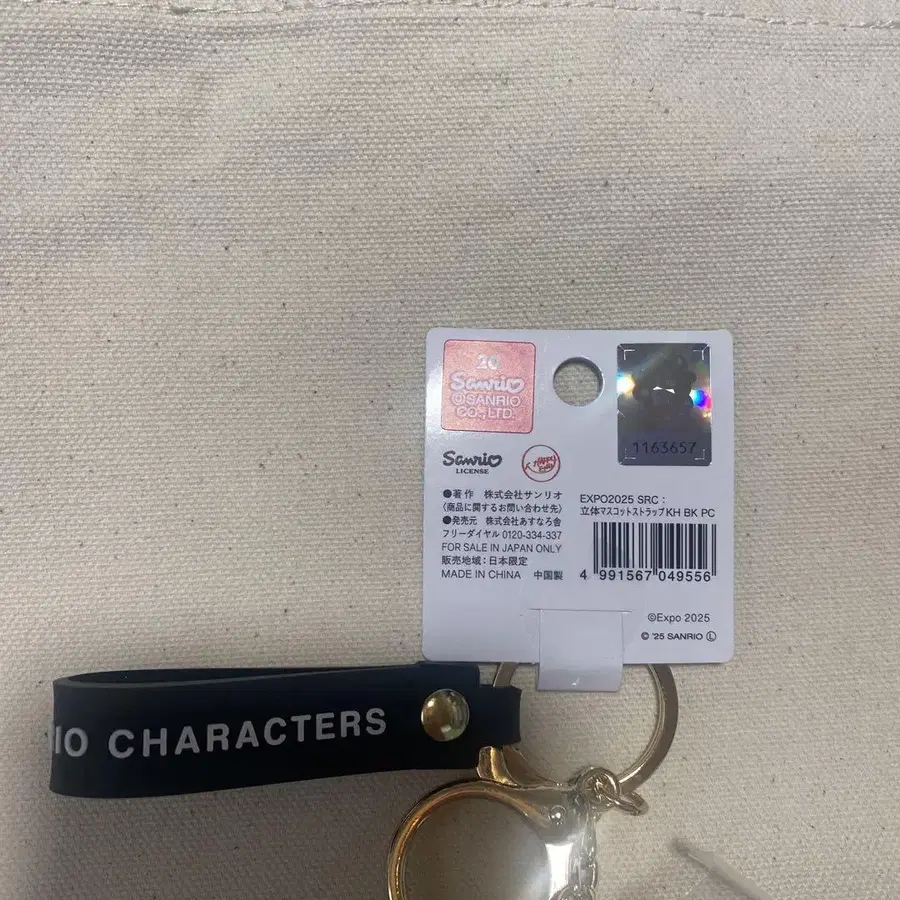 20
Sanrio
©SANRIO
CO., LTD.
1163657
Sanrio
LICENSE
●著作 株式会社サンリオ
〈商品に関するお問い合わせ先〉
●発売元 株式会社あすなろ舎
フリーダイヤル 0120-334-337
FOR SALE IN JAPAN ONLY
販売地域:日本限定
MADE IN CHINA 中国製
EXPO2025 SRC:
立体マスコットストラップKH BK PC
4 991567 049556
©Expo 2025
© '25 SANRIO Ⓛ
IO CHARACTERS